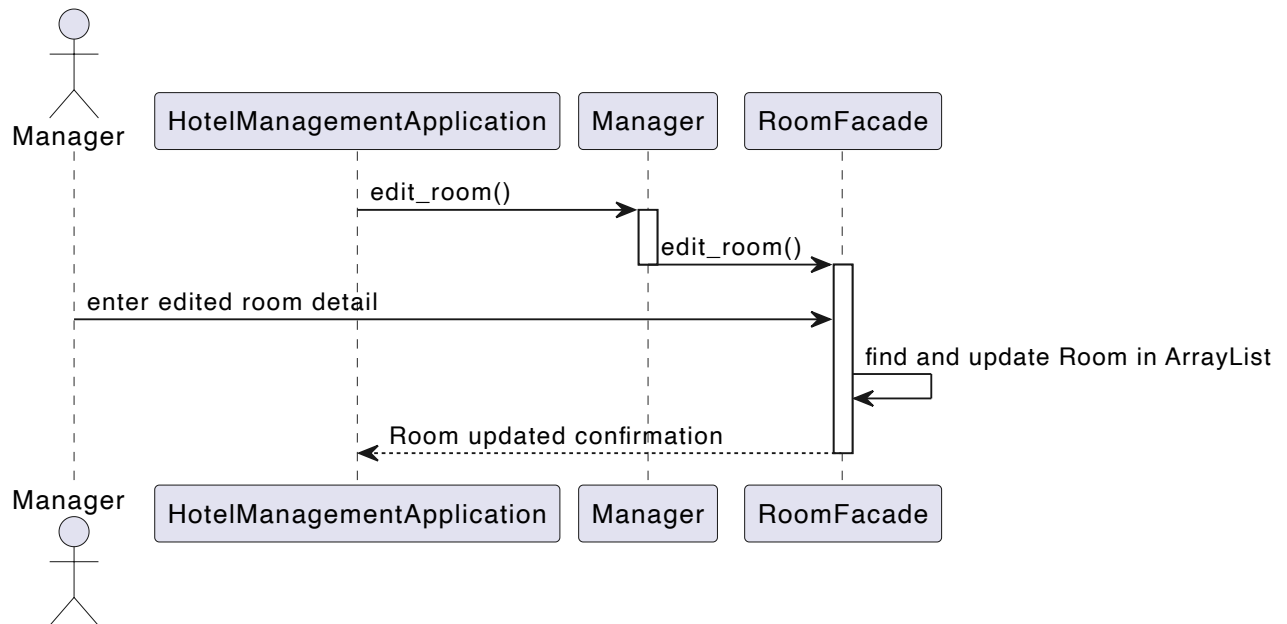 Manager
HotelManagementApplication
Manager
RoomFacade
edit_room()
edit_room()
enter edited room detail
find and update Room in ArrayList
Room updated confirmation
Manager
HotelManagementApplication
Manager
RoomFacade